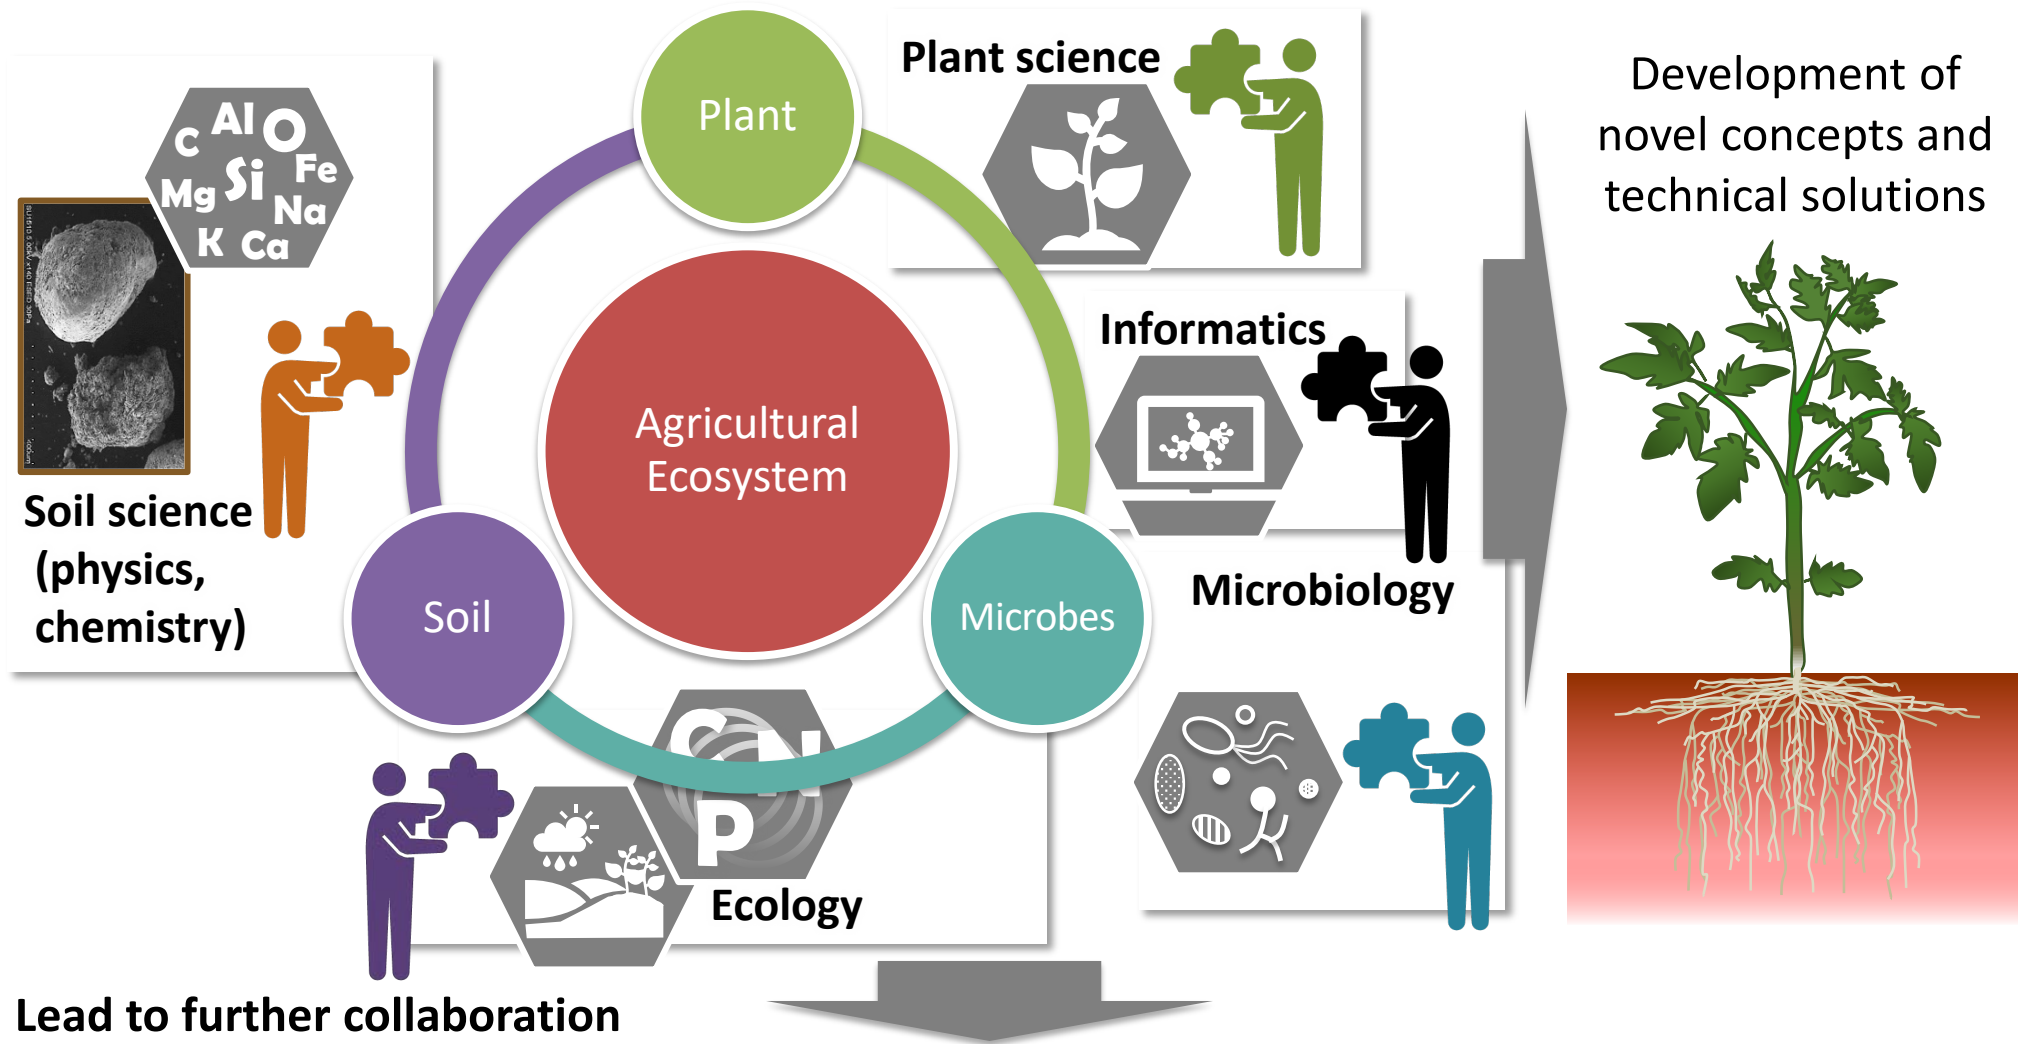 Plant
Plant science
Development of
novel concepts and
technical solutions
C Al O
Mg Si Fe
Na
K Ca
Informatics
Agricultural
Ecosystem
Soil science
(physics,
chemistry)
Soil
Microbes
Microbiology
C N
P
Ecology
Lead to further collaboration